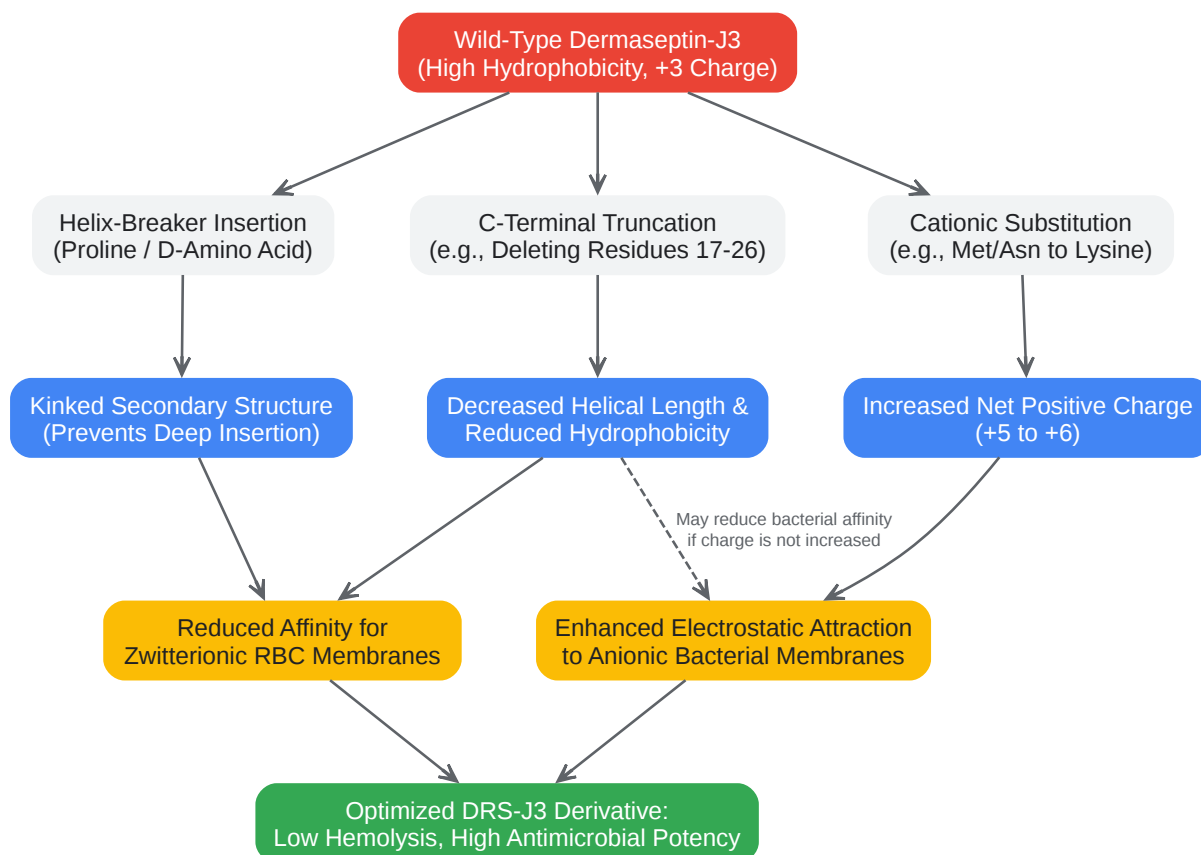 Wild-Type Dermaseptin-J3
(High Hydrophobicity, +3 Charge)
Helix-Breaker Insertion
(Proline / D-Amino Acid)
C-Terminal Truncation
(e.g., Deleting Residues 17-26)
Cationic Substitution
(e.g., Met/Asn to Lysine)
Kinked Secondary Structure
(Prevents Deep Insertion)
Decreased Helical Length &
Reduced Hydrophobicity
Increased Net Positive Charge
(+5 to +6)
May reduce bacterial affinity
if charge is not increased
Reduced Affinity for
Zwitterionic RBC Membranes
Enhanced Electrostatic Attraction
to Anionic Bacterial Membranes
Optimized DRS-J3 Derivative:
Low Hemolysis, High Antimicrobial Potency